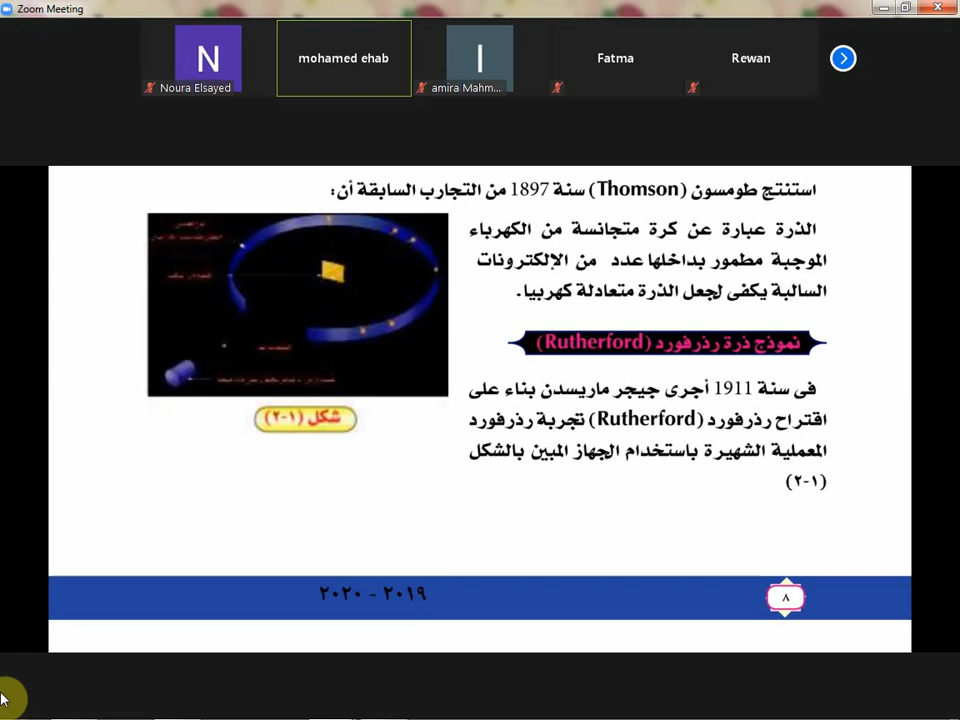 Zoom Meeting
N
Noura Elsayed
mohamed ehab
I
amira Mahm...
Fatma
Rewan
استنتج طومسون (Thomson) سنة 1897 من التجارب السابقة أن:
الذرة عبارة عن كرة متجانسة من الكهرباء
الموجبة مطمور بداخلها عدد من الإلكترونات
السالبة يكفى لجعل الذرة متعادلة كهربيا.
نموذج ذرة رذرفورد (Rutherford)
فى سنة 1911 أجرى جيجر ماريسدن بناء على
اقتراح رذرفورد (Rutherford) تجربة رذرفورد
المعملية الشهيرة باستخدام الجهاز المبين بالشكل
(١-٢)
شكل (١-٢)
٢٠١٩ - ٢٠٢٠
٨